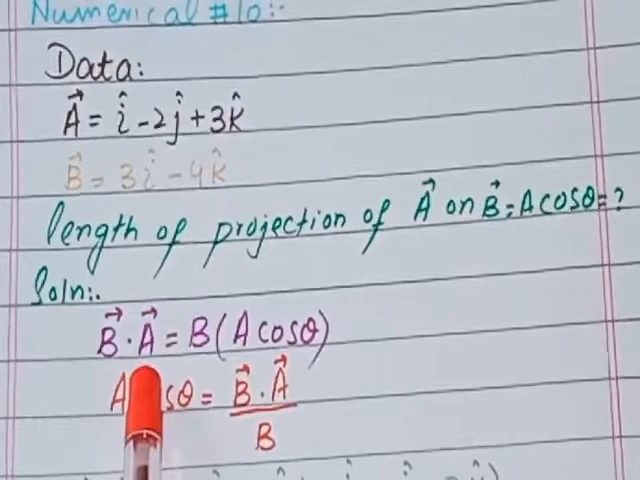 Numerical #10:-
Data:
A⃗ = î - 2ĵ + 3k̂
B⃗ = 3î - 4k̂
length of projection of A⃗ on B⃗ = A cosθ = ?
Soln:.
B⃗ . A⃗ = B(A cosθ)
A sθ = B⃗ . A⃗ / B